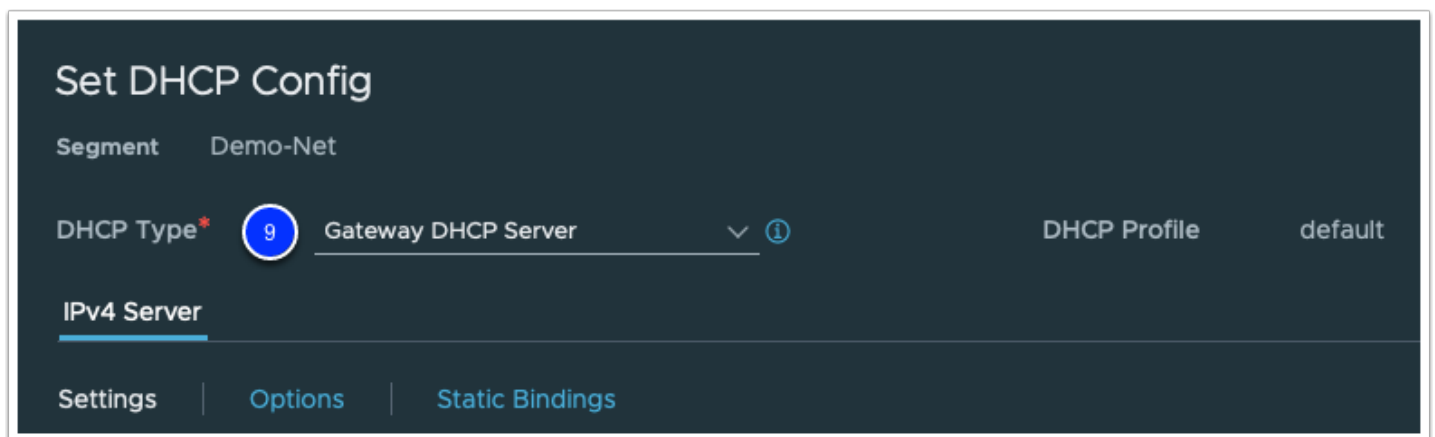 Set DHCP Config
Segment Demo-Net
DHCP Type* 9 Gateway DHCP Server DHCP Profile default
IPv4 Server
Settings Options Static Bindings